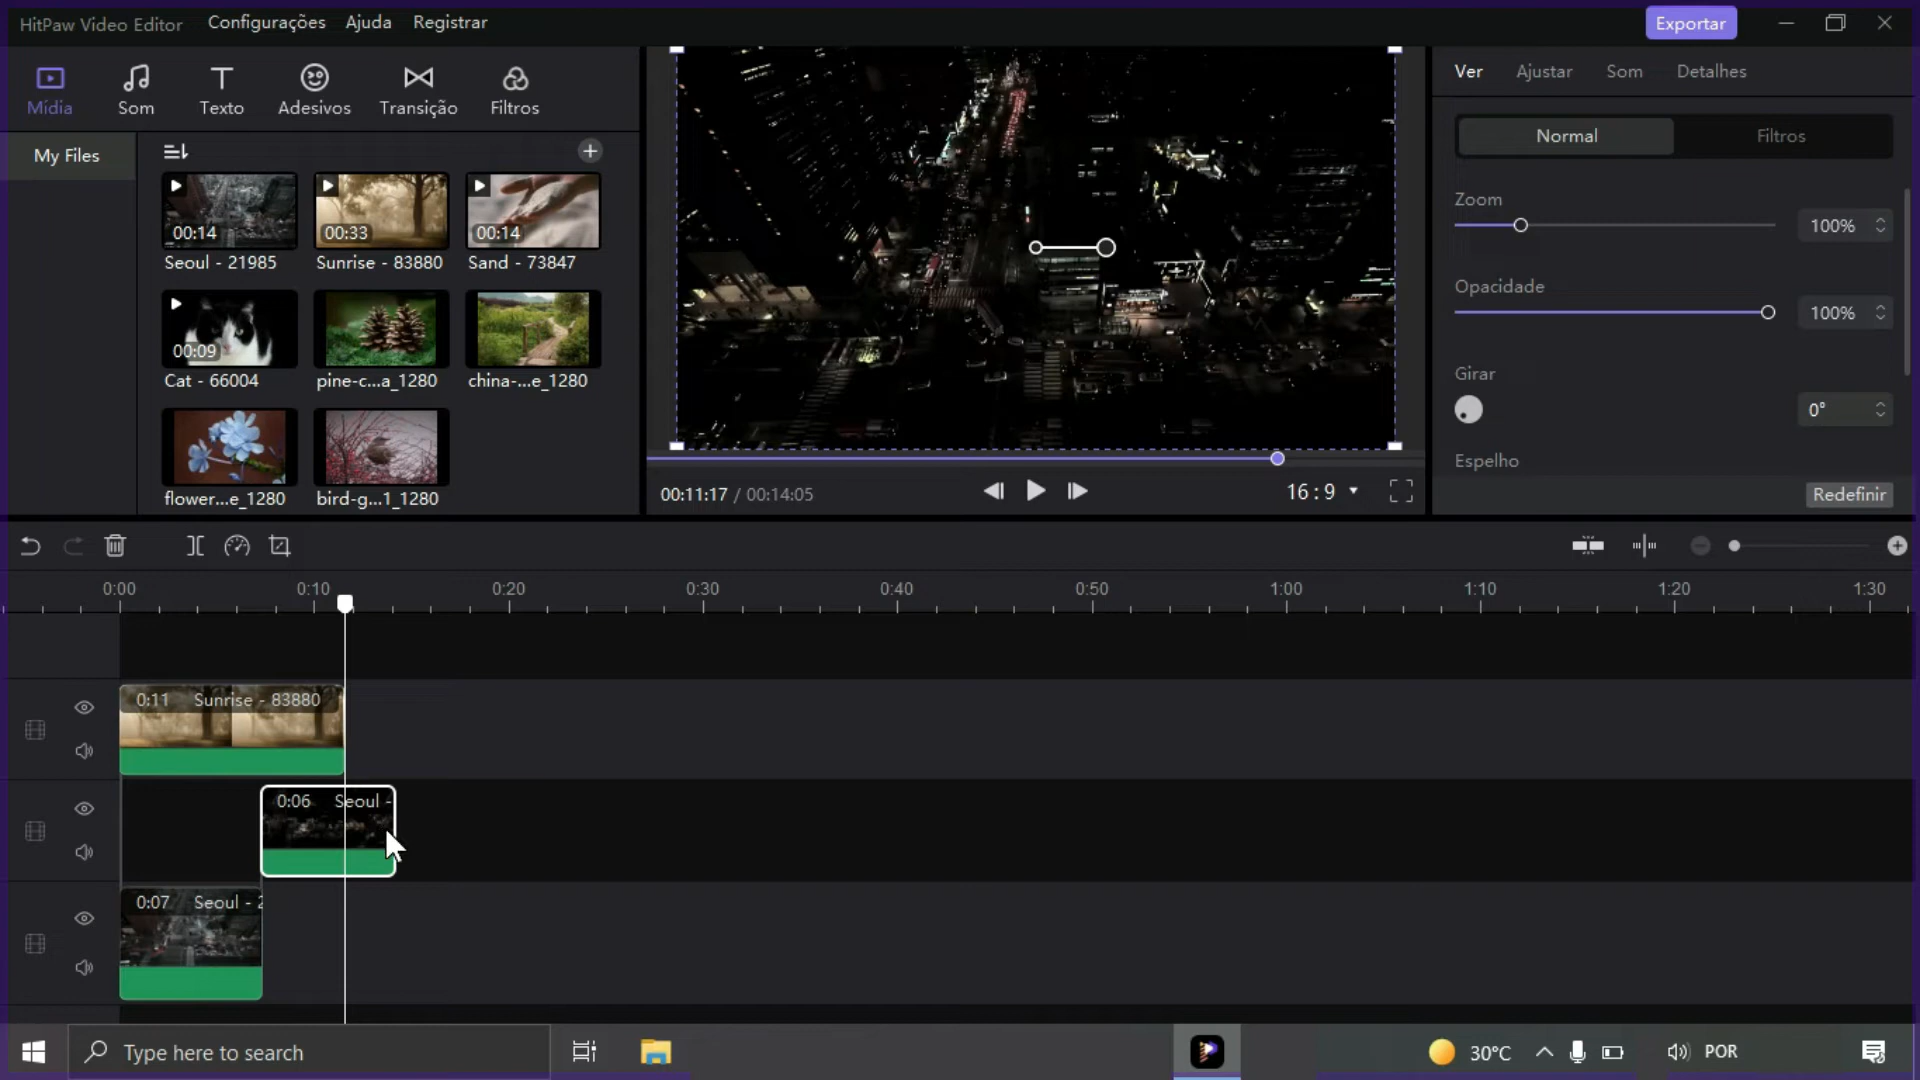 HitPaw Video Editor Configurações Ajuda Registrar Exportar
Mídia Som Texto Adesivos Transição Filtros
Ver Ajustar Som Detalhes
My Files
Normal Filtros
00:14 00:33 00:14
Seoul - 21985 Sunrise - 83880 Sand - 73847
Zoom
100%
Opacidade
100%
00:09
Cat - 66004 pine-c...a_1280 china-...e_1280
Girar
0°
Espelho
flower...e_1280 bird-g...1_1280
00:11:17 / 00:14:05 16:9
Redefinir
0:00 0:10 0:20 0:30 0:40 0:50 1:00 1:10 1:20 1:30
0:11 Sunrise - 83880
0:06 Seoul -
0:07 Seoul - 2
Type here to search 30°C POR